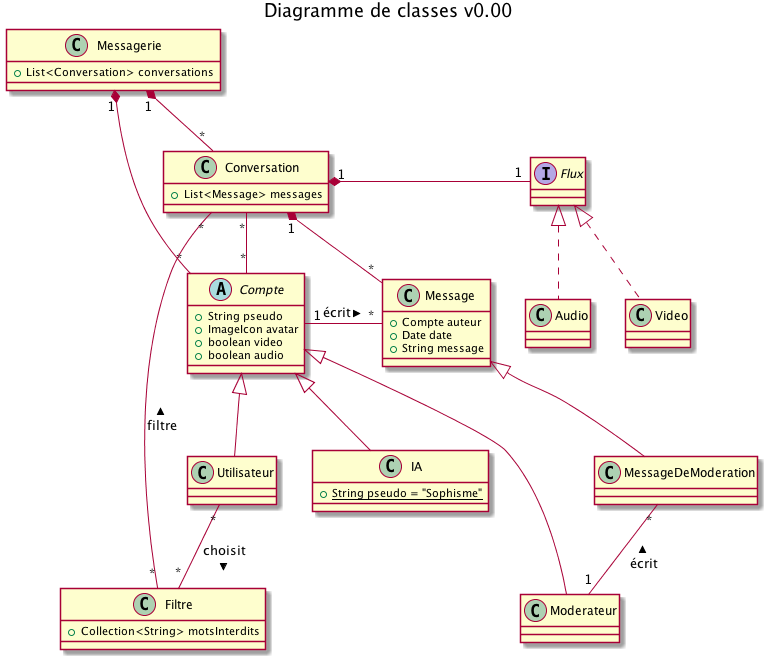 Diagramme de classes v0.00
C Messagerie
List<Conversation> conversations
1 1
*
C Conversation
List<Message> messages
1 1
I Flux
* * 1
* * *
A Compte
String pseudo
ImageIcon avatar
boolean video
boolean audio
1 écrit *
C Message
Compte auteur
Date date
String message
C Audio
C Video
filtre
C Utilisateur
C IA
String pseudo = "Sophisme"
C MessageDeModeration
* *
choisit
écrit
* * 1
C Filtre
Collection<String> motsInterdits
C Moderateur